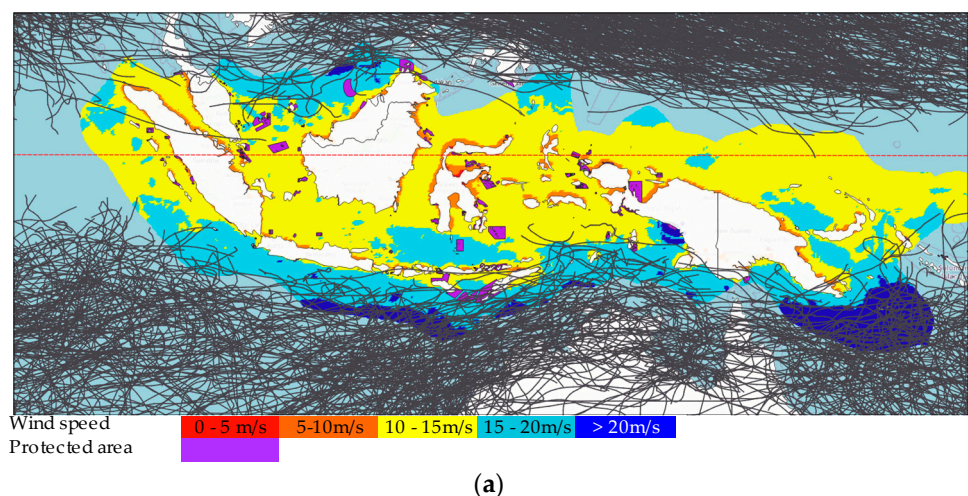 Wind speed 0 - 5 m/s 5-10m/s 10 - 15m/s 15 - 20m/s > 20m/s
Protected area
(a)